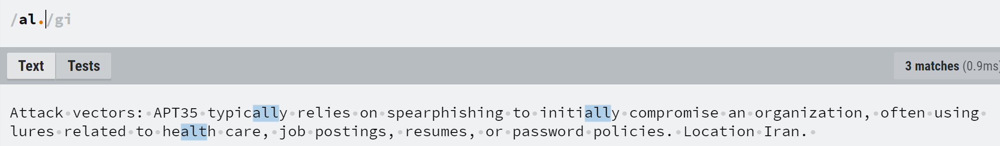 /al./gi
Text Tests 3 matches (0.9ms)
Attack·vectors:·APT35·typically·relies·on·spearphishing·to·initially·compromise·an·organization,·often·using·
lures·related·to·health·care,·job·postings,·resumes,·or·password·policies.·Location·Iran.·